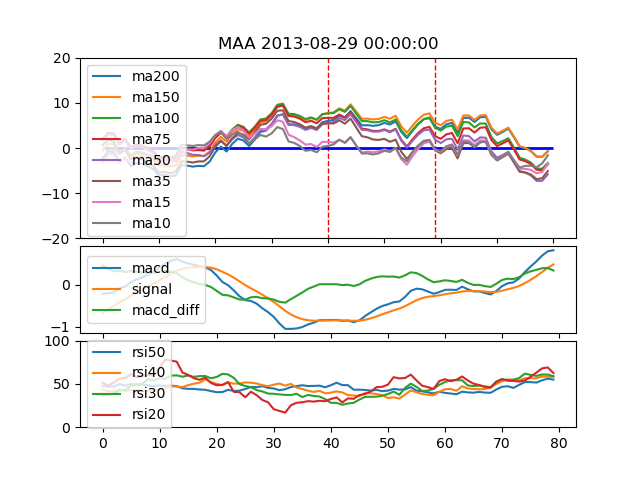 MAA 2013-08-29 00:00:00
20
10
0
−10
−20
ma200
ma150
ma100
ma75
ma50
ma35
ma15
ma10
0
−1
macd
signal
macd_diff
100
50
0
rsi50
rsi40
rsi30
rsi20
0 10 20 30 40 50 60 70 80